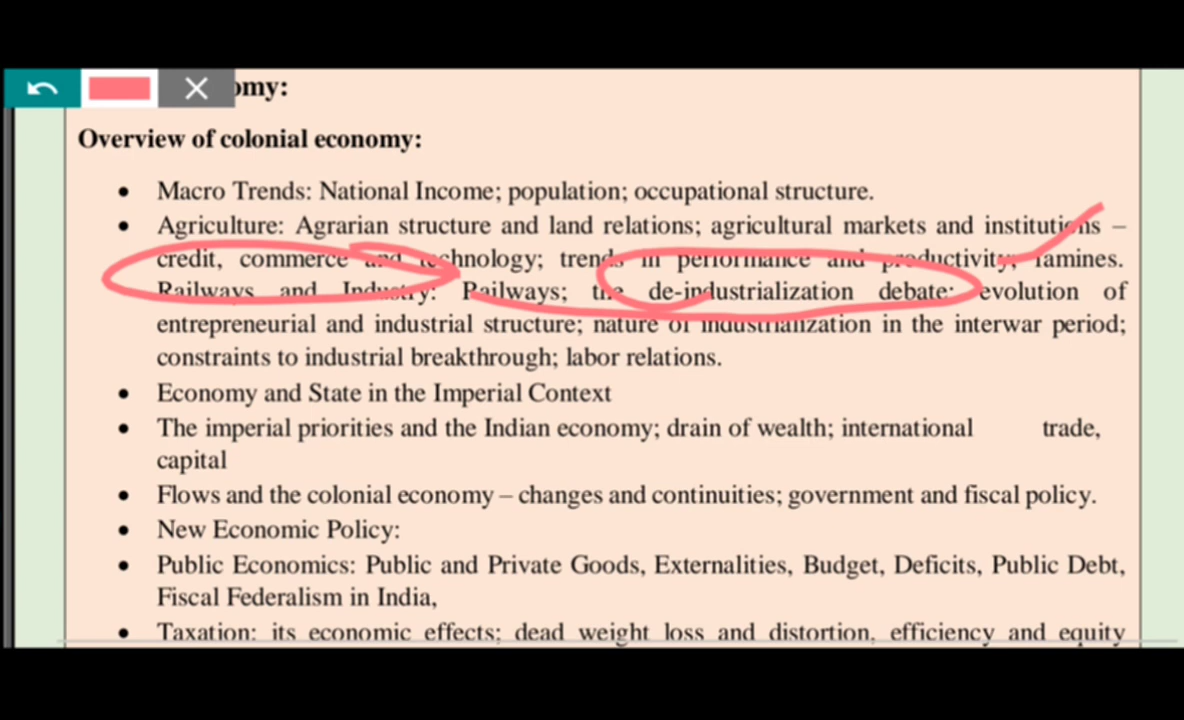 omy:
Overview of colonial economy:
• Macro Trends: National Income; population; occupational structure.
• Agriculture: Agrarian structure and land relations; agricultural markets and institutions –
credit, commerce and technology; trends in performance and productivity, famines.
Railways and Industry: Railways; the de-industrialization debate; evolution of
entrepreneurial and industrial structure; nature of industrialization in the interwar period;
constraints to industrial breakthrough; labor relations.
• Economy and State in the Imperial Context
• The imperial priorities and the Indian economy; drain of wealth; international trade,
capital
• Flows and the colonial economy – changes and continuities; government and fiscal policy.
• New Economic Policy:
• Public Economics: Public and Private Goods, Externalities, Budget, Deficits, Public Debt,
Fiscal Federalism in India,
• Taxation: its economic effects; dead weight loss and distortion, efficiency and equity